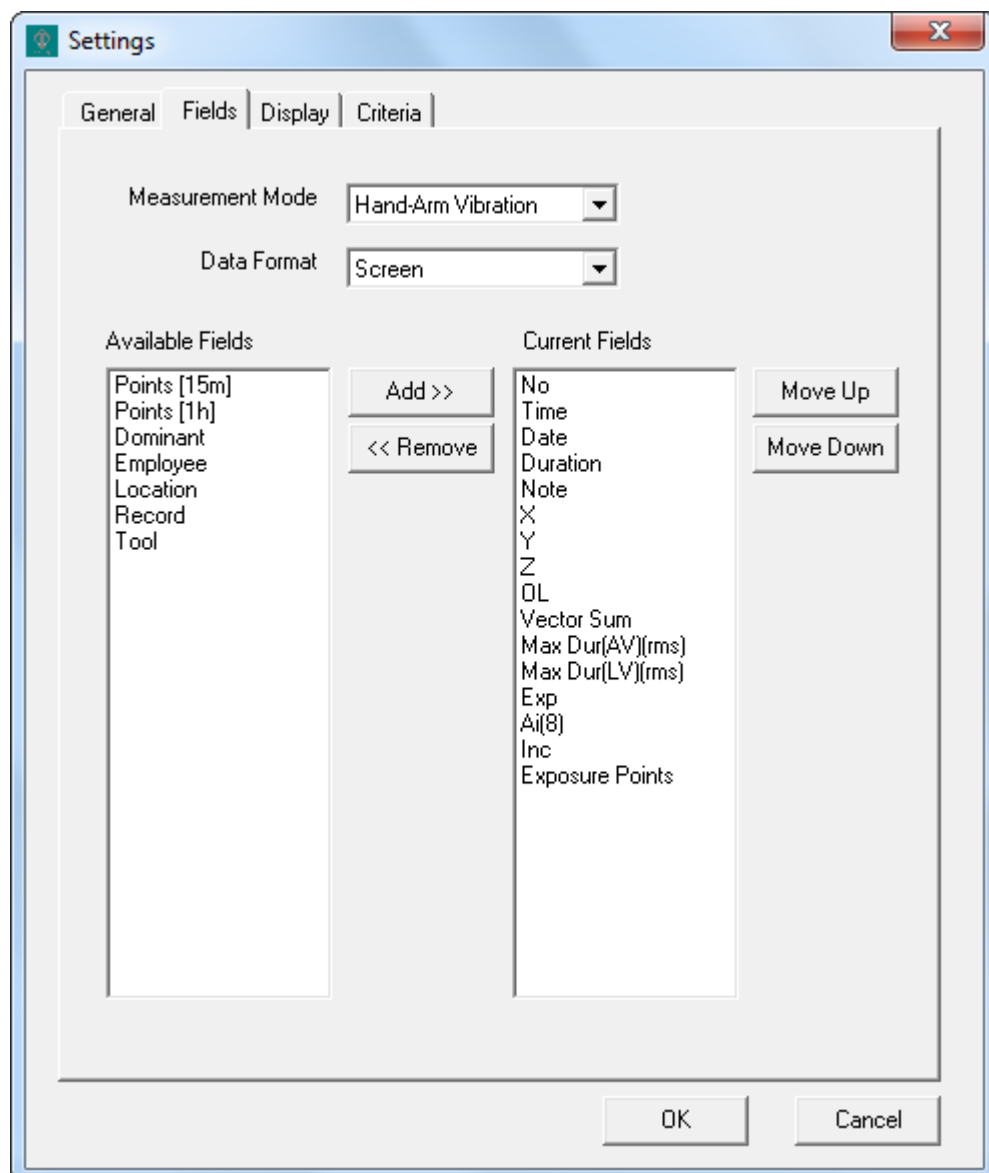 Settings
General Fields Display Criteria
Measurement Mode Hand-Arm Vibration
Data Format Screen
Available Fields
Points [15m]
Points [1h]
Dominant
Employee
Location
Record
Tool
Add >>
<< Remove
Current Fields
No
Time
Date
Duration
Note
X
Y
Z
OL
Vector Sum
Max Dur(AV)(rms)
Max Dur(LV)(rms)
Exp
Ai(8)
Inc
Exposure Points
Move Up
Move Down
OK Cancel